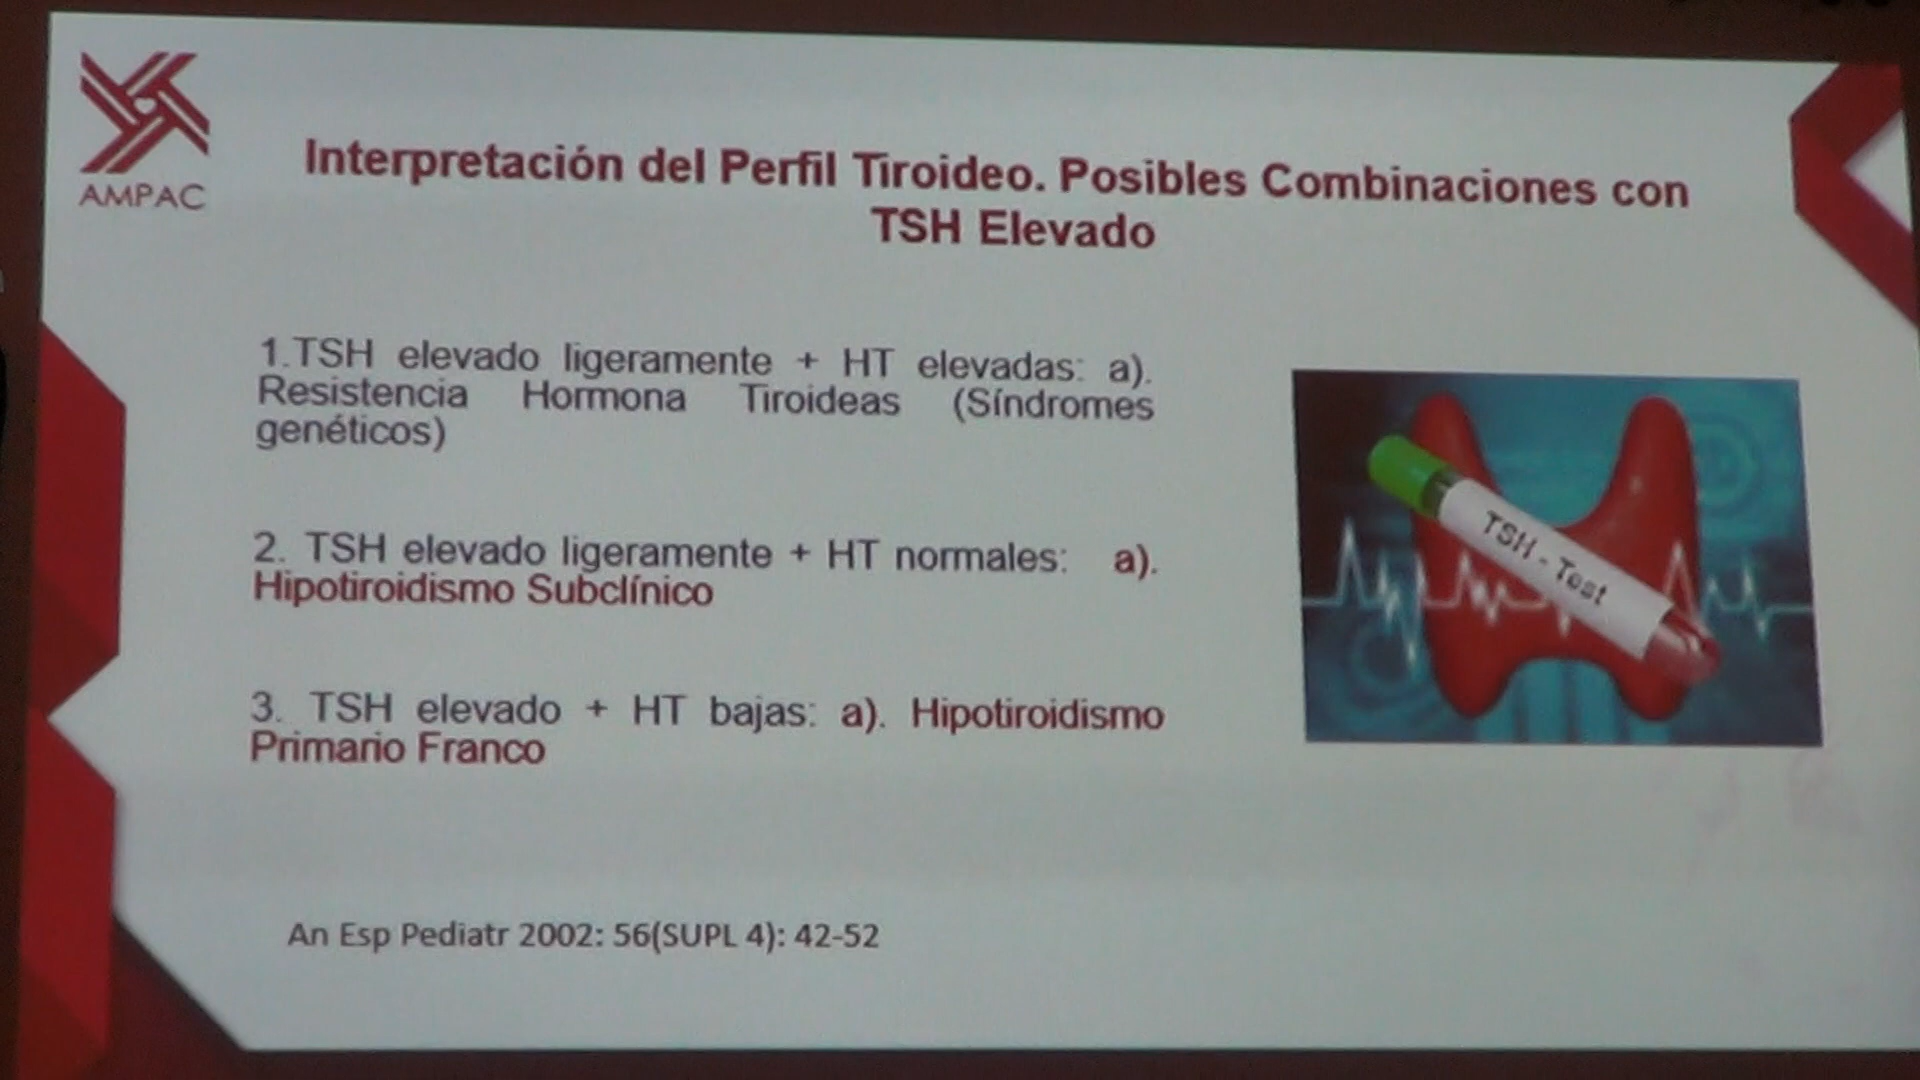 AMPAC
Interpretación del Perfil Tiroideo. Posibles Combinaciones con
TSH Elevado
1.TSH elevado ligeramente + HT elevadas: a).
Resistencia Hormona Tiroideas (Síndromes
genéticos)
2. TSH elevado ligeramente + HT normales: a).
Hipotiroidismo Subclínico
3. TSH elevado + HT bajas: a). Hipotiroidismo
Primario Franco
TSH - Test
An Esp Pediatr 2002: 56(SUPL 4): 42-52